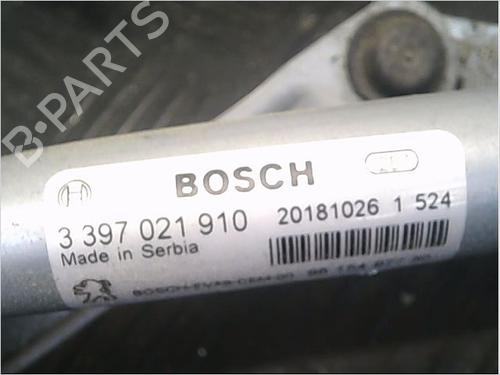 B-PARTS
BOSCH
3 397 021 910
20181026 1 524
Made in Serbia